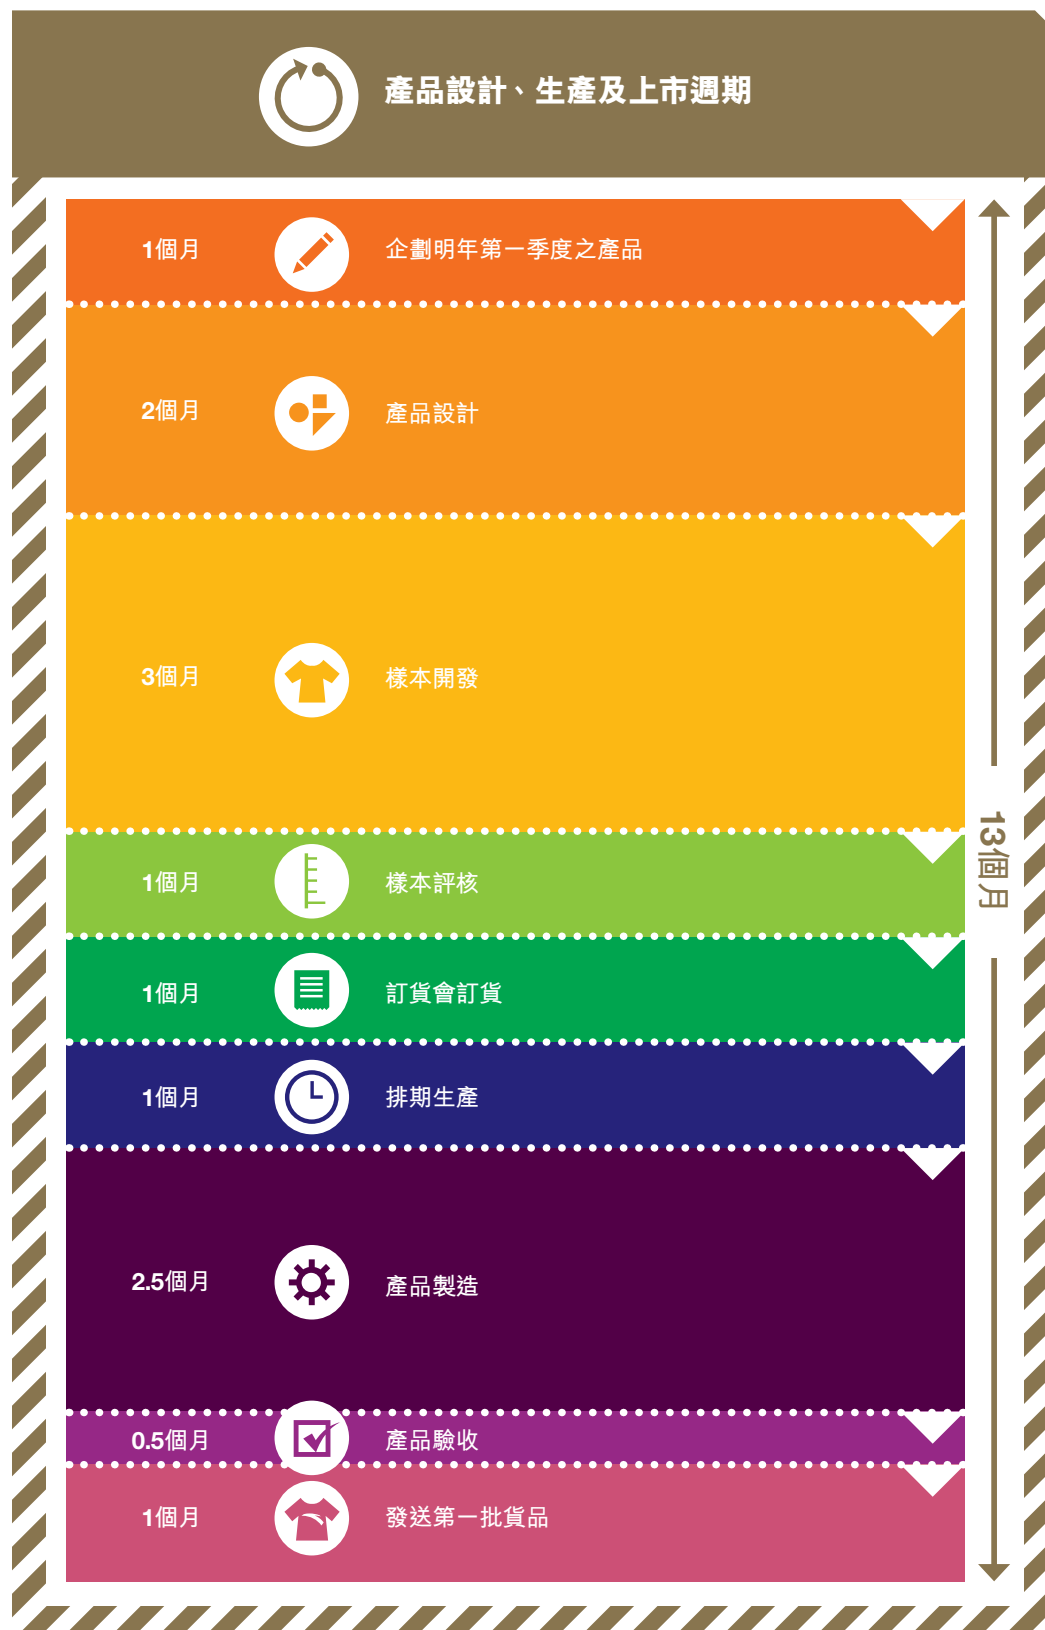 產品設計、生產及上市週期
1個月 企劃明年第一季度之產品
2個月 產品設計
3個月 樣本開發
1個月 樣本評核
1個月 訂貨會訂貨
1個月 排期生產
2.5個月 產品製造
0.5個月 產品驗收
1個月 發送第一批貨品
13個月